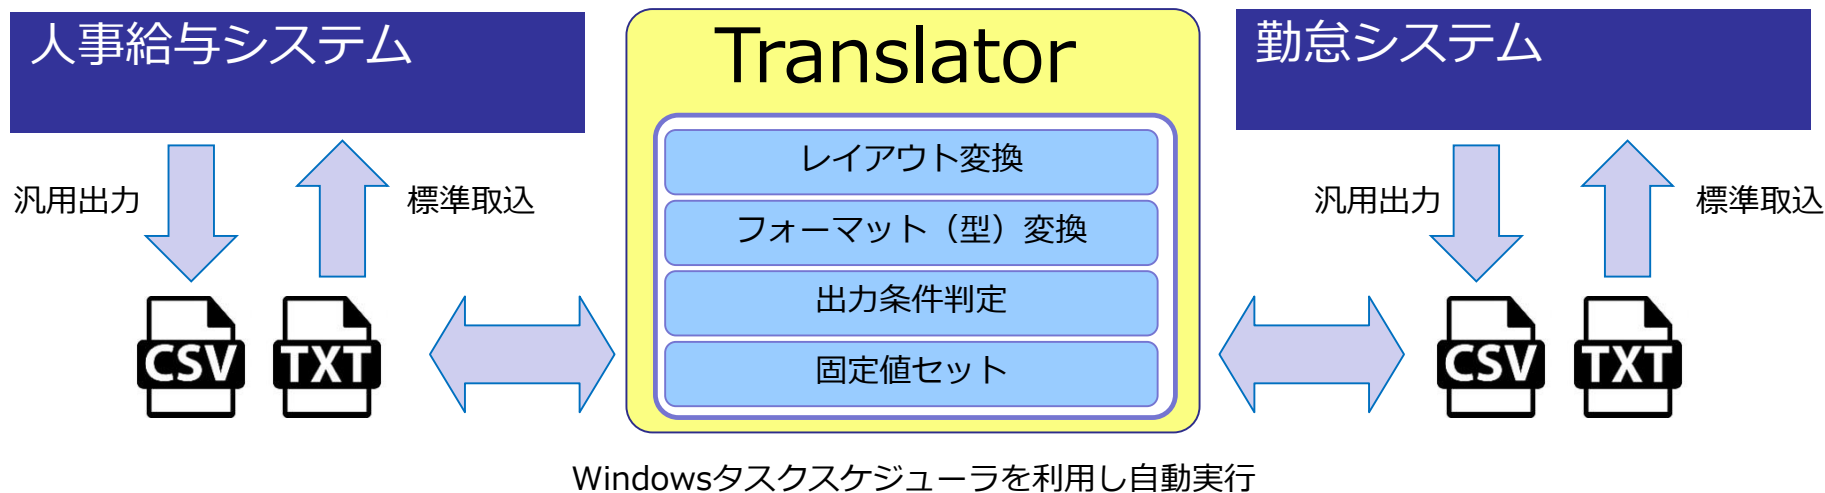 人事給与システム
Translator
勤怠システム
レイアウト変換
フォーマット（型）変換
出力条件判定
固定値セット
汎用出力
標準取込
汎用出力
標準取込
CSV
TXT
CSV
TXT
Windowsタスクスケジューラを利用し自動実行